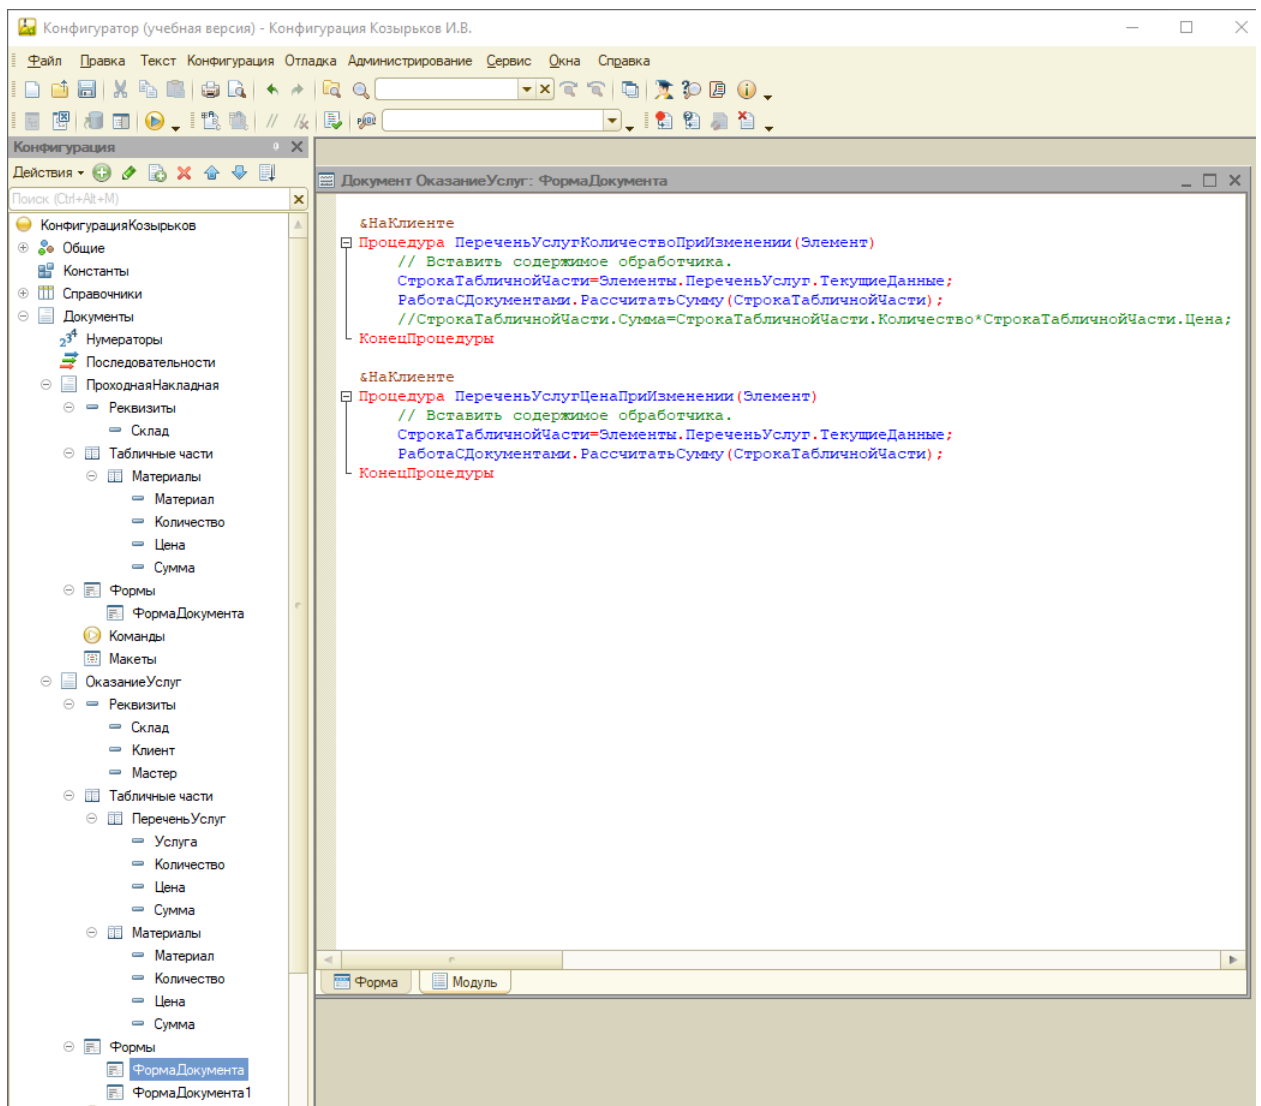 Конфигуратор (учебная версия) - Конфигурация Козырьков И.В.
Файл Правка Текст Конфигурация Отладка Администрирование Сервис Окна Справка
Конфигурация
Действия
Поиск (Ctrl+Alt+M)
КонфигурацияКозырьков
Общие
Константы
Справочники
Документы
Нумераторы
Последовательности
ПроходнаяНакладная
Реквизиты
Склад
Табличные части
Материалы
Материал
Количество
Цена
Сумма
Формы
ФормаДокумента
Команды
Макеты
ОказаниеУслуг
Реквизиты
Склад
Клиент
Мастер
Табличные части
ПереченьУслуг
Услуга
Количество
Цена
Сумма
Материалы
Материал
Количество
Цена
Сумма
Формы
ФормаДокумента
ФормаДокумента1
Документ ОказаниеУслуг: ФормаДокумента
&НаКлиенте
Процедура ПереченьУслугКоличествоПриИзменении(Элемент)
// Вставить содержимое обработчика.
СтрокаТабличнойЧасти=Элементы.ПереченьУслуг.ТекущиеДанные;
РаботаСДокументами.РассчитатьСумму(СтрокаТабличнойЧасти);
//СтрокаТабличнойЧасти.Сумма=СтрокаТабличнойЧасти.Количество*СтрокаТабличнойЧасти.Цена;
КонецПроцедуры
&НаКлиенте
Процедура ПереченьУслугЦенаПриИзменении(Элемент)
// Вставить содержимое обработчика.
СтрокаТабличнойЧасти=Элементы.ПереченьУслуг.ТекущиеДанные;
РаботаСДокументами.РассчитатьСумму(СтрокаТабличнойЧасти);
КонецПроцедуры
Форма Модуль